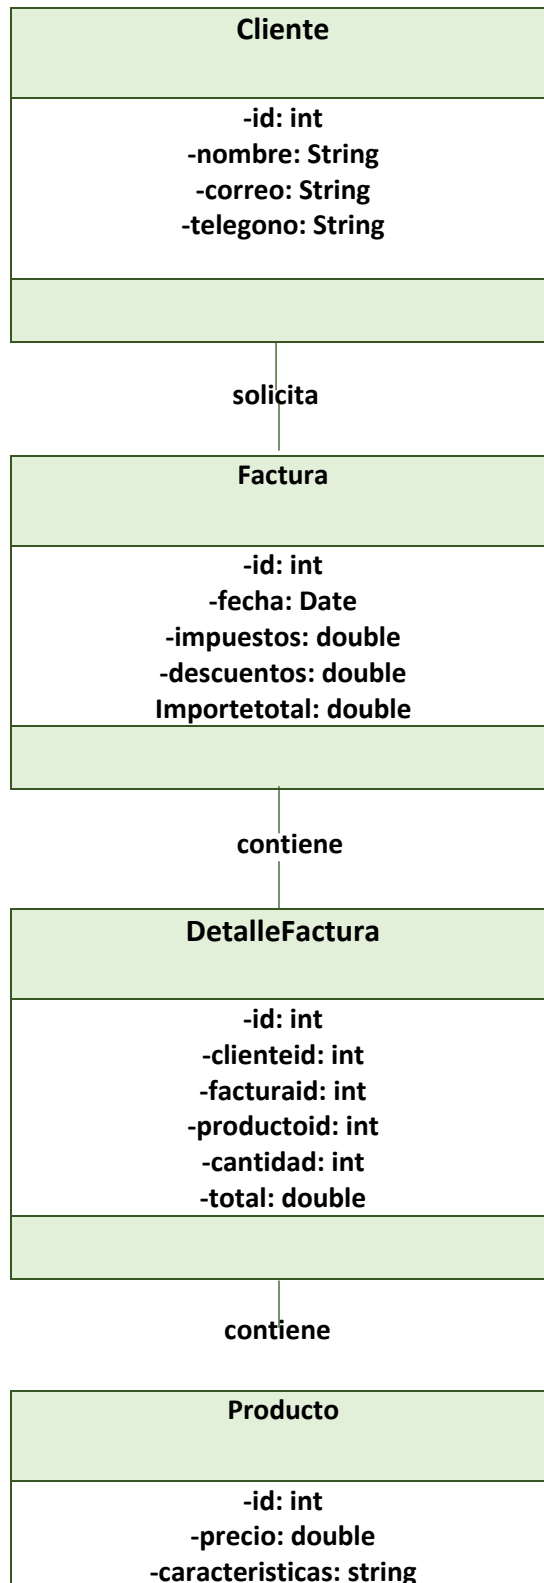 Cliente
-id: int
-nombre: String
-correo: String
-telegono: String
solicita
Factura
-id: int
-fecha: Date
-impuestos: double
-descuentos: double
Importetotal: double
contiene
DetalleFactura
-id: int
-clienteid: int
-facturaid: int
-productoid: int
-cantidad: int
-total: double
contiene
Producto
-id: int
-precio: double
-caracteristicas: string